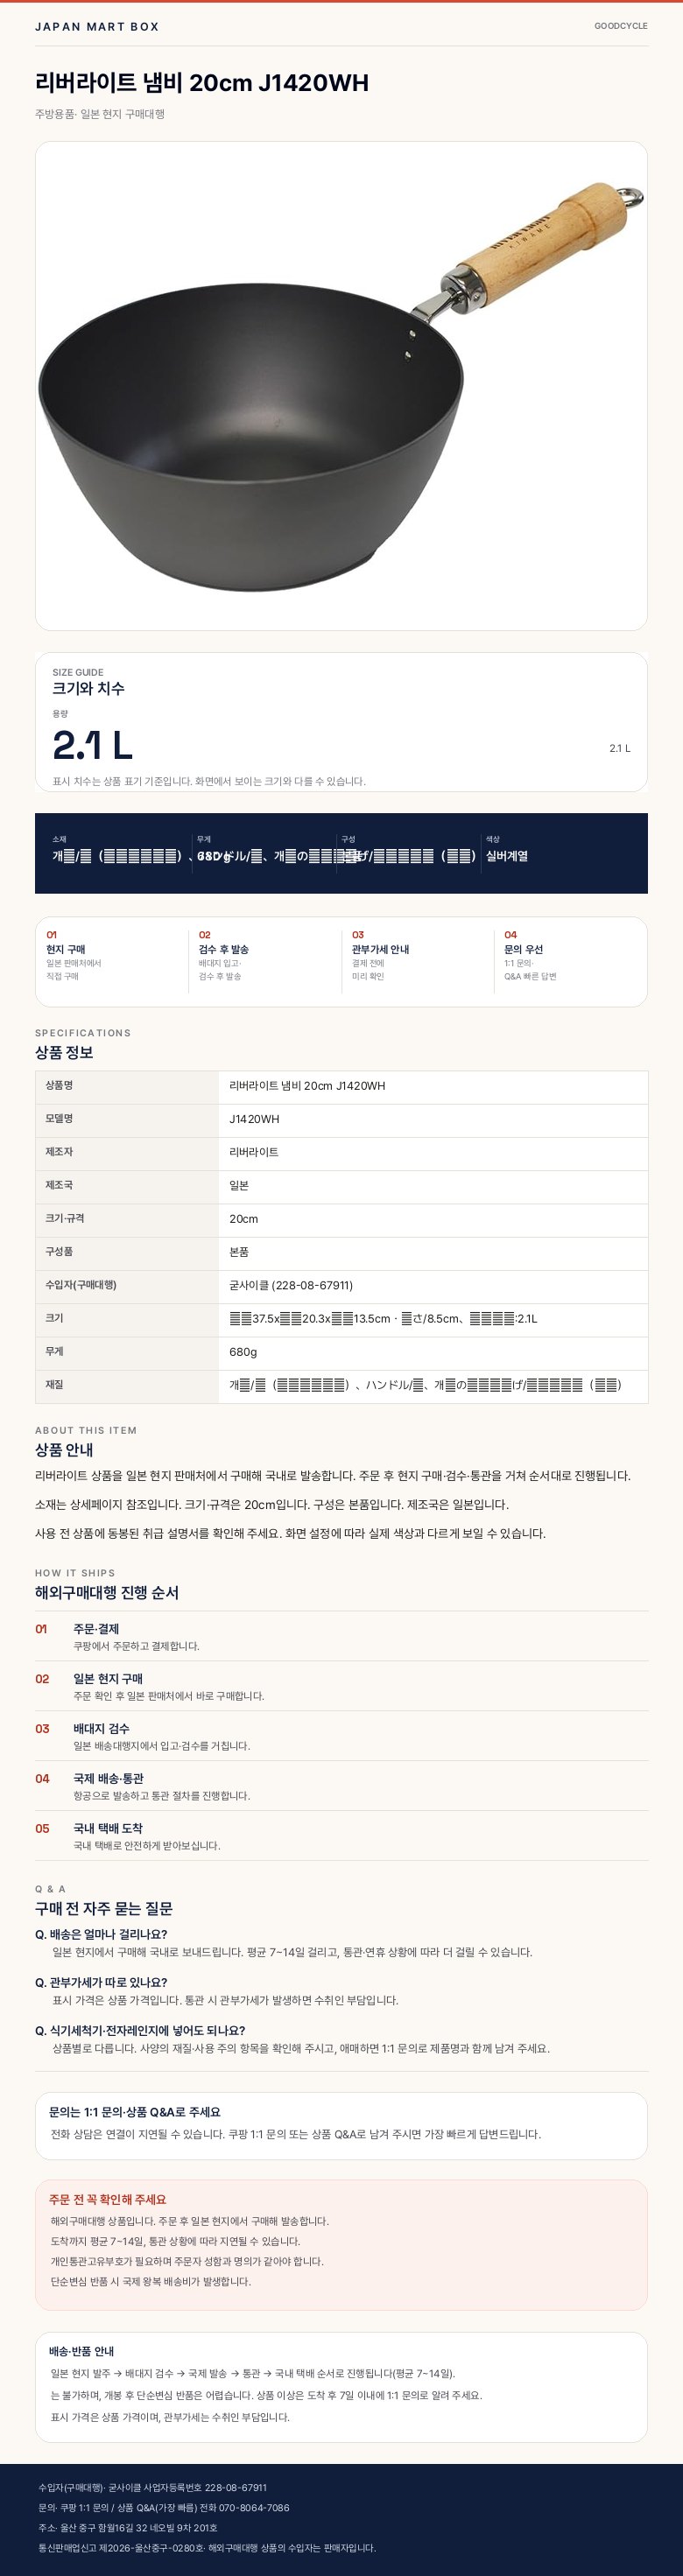 JAPAN MART BOX
GOODCYCLE
리버라이트 냄비 20cm J1420WH
주방용품· 일본 현지 구매대행
RIVER LIGHT
KIWAME
SIZE GUIDE
크기와 치수
용량
2.1 L
2.1 L
표시 치수는 상품 표기 기준입니다. 화면에서 보이는 크기와 다를 수 있습니다.
소재
무게
680g
구성
본품
색상
실버계열
01
현지 구매
일본 판매처에서
직접 구매
02
검수 후 발송
배대지 입고·
검수 후 발송
03
관부가세 안내
결제 전에
미리 확인
04
문의 우선
1:1 문의·
Q&A 빠른 답변
SPECIFICATIONS
상품 정보
상품명 리버라이트 냄비 20cm J1420WH
모델명 J1420WH
제조자 리버라이트
제조국 일본
크기·규격 20cm
구성품 본품
수입자(구매대행) 굳사이클 (228-08-67911)
크기 37.5x 20.3x 13.5cm · さ/8.5cm、 :2.1L
무게 680g
재질 개 / ( ) 、ハンドル/ 、개 の げ/ ( )
ABOUT THIS ITEM
상품 안내
리버라이트 상품을 일본 현지 판매처에서 구매해 국내로 발송합니다. 주문 후 현지 구매·검수·통관을 거쳐 순서대로 진행됩니다.
소재는 상세페이지 참조입니다. 크기·규격은 20cm입니다. 구성은 본품입니다. 제조국은 일본입니다.
사용 전 상품에 동봉된 취급 설명서를 확인해 주세요. 화면 설정에 따라 실제 색상과 다르게 보일 수 있습니다.
HOW IT SHIPS
해외구매대행 진행 순서
01 주문·결제
쿠팡에서 주문하고 결제합니다.
02 일본 현지 구매
주문 확인 후 일본 판매처에서 바로 구매합니다.
03 배대지 검수
일본 배송대행지에서 입고·검수를 거칩니다.
04 국제 배송·통관
항공으로 발송하고 통관 절차를 진행합니다.
05 국내 택배 도착
국내 택배로 안전하게 받아보십니다.
Q & A
구매 전 자주 묻는 질문
Q. 배송은 얼마나 걸리나요?
일본 현지에서 구매해 국내로 보내드립니다. 평균 7~14일 걸리고, 통관·연휴 상황에 따라 더 걸릴 수 있습니다.
Q. 관부가세가 따로 있나요?
표시 가격은 상품 가격입니다. 통관 시 관부가세가 발생하면 수취인 부담입니다.
Q. 식기세척기·전자레인지에 넣어도 되나요?
상품별로 다릅니다. 사양의 재질·사용 주의 항목을 확인해 주시고, 애매하면 1:1 문의로 제품명과 함께 남겨 주세요.
문의는 1:1 문의·상품 Q&A로 주세요
전화 상담은 연결이 지연될 수 있습니다. 쿠팡 1:1 문의 또는 상품 Q&A로 남겨 주시면 가장 빠르게 답변드립니다.
주문 전 꼭 확인해 주세요
해외구매대행 상품입니다. 주문 후 일본 현지에서 구매해 발송합니다.
도착까지 평균 7~14일, 통관 상황에 따라 지연될 수 있습니다.
개인통관고유부호가 필요하며 주문자 성함과 명의가 같아야 합니다.
단순변심 반품 시 국제 왕복 배송비가 발생합니다.
배송·반품 안내
일본 현지 발주 → 배대지 검수 → 국제 발송 → 통관 → 국내 택배 순서로 진행됩니다(평균 7~14일).
는 불가하며, 개봉 후 단순변심 반품은 어렵습니다. 상품 이상은 도착 후 7일 이내에 1:1 문의로 알려 주세요.
표시 가격은 상품 가격이며, 관부가세는 수취인 부담입니다.
수입자(구매대행)· 굳사이클 사업자등록번호 228-08-67911
문의· 쿠팡 1:1 문의 / 상품 Q&A(가장 빠름) 전화 070-8064-7086
주소· 울산 중구 함월16길 32 네오빌 9차 201호
통신판매업신고 제2026-울산중구-0280호· 해외구매대행 상품의 수입자는 판매자입니다.